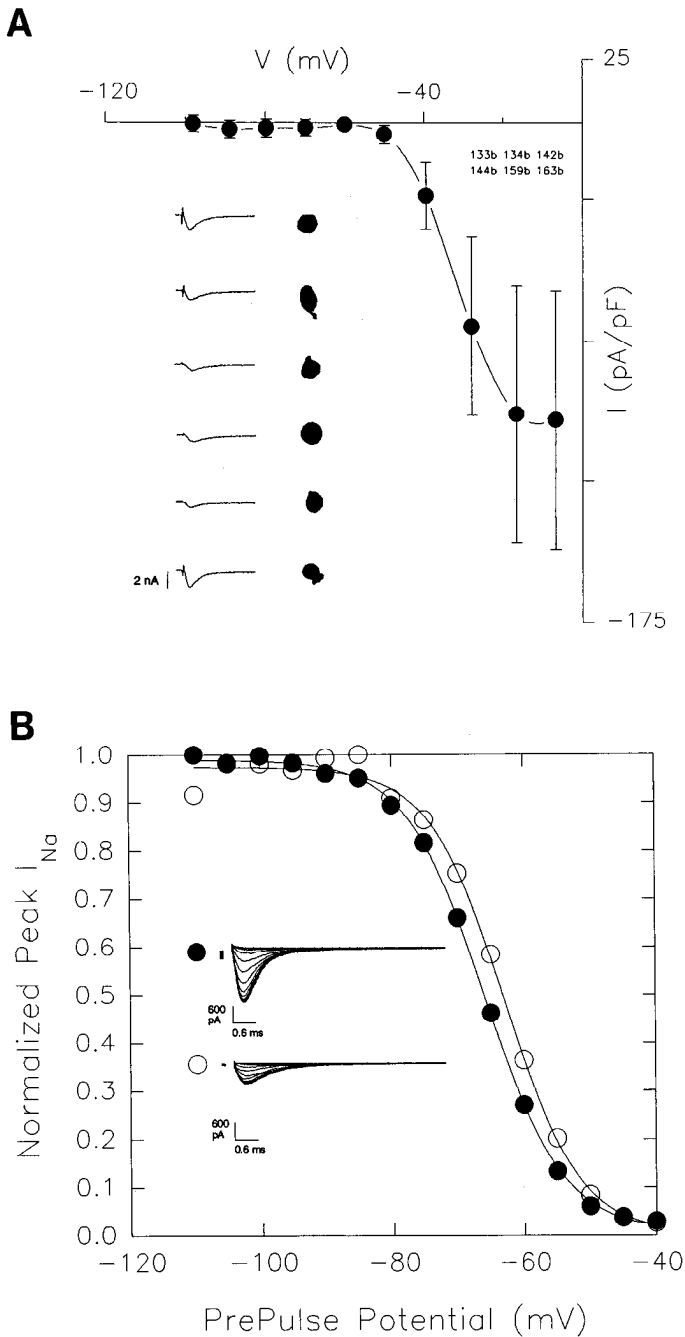 A
V (mV)
25
−120
−40
133b 134b 142b
144b 159b 163b
I (pA/pF)
2 nA
−175
B
Normalized Peak I Na
1.0
0.9
0.8
0.7
0.6
0.5
0.4
0.3
0.2
0.1
0.0
600
pA
0.6 ms
600
pA
0.6 ms
−120
−100
−80
−60
−40
PrePulse Potential (mV)